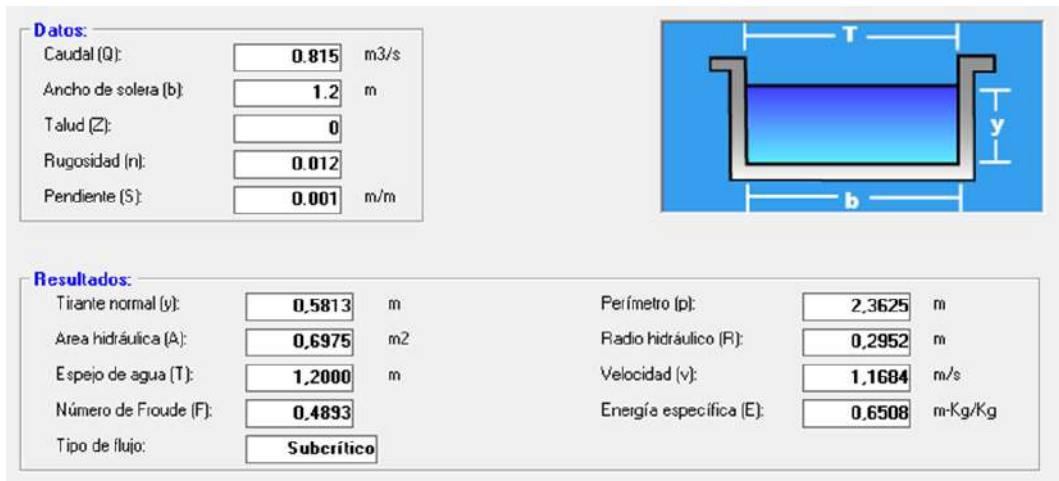 Datos:
Caudal (Q): 0.815 m3/s
Ancho de solera (b): 1.2 m
Talud (Z): 0
Rugosidad (n): 0.012
Pendiente (S): 0.001 m/m
T
y
b
Resultados:
Tirante normal (y): 0,5813 m Perímetro (p): 2,3625 m
Area hidráulica (A): 0,6975 m2 Radio hidráulico (R): 0,2952 m
Espejo de agua (T): 1,2000 m Velocidad (v): 1,1684 m/s
Número de Froude (F): 0,4893 Energía específica (E): 0,6508 m-Kg/Kg
Tipo de flujo: Subcrítico